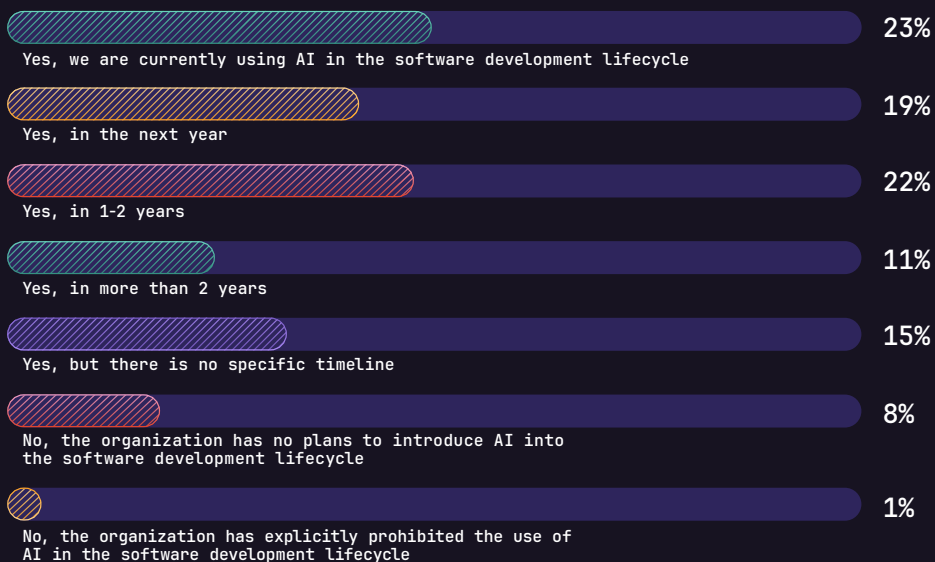 23%
Yes, we are currently using AI in the software development lifecycle
19%
Yes, in the next year
22%
Yes, in 1-2 years
11%
Yes, in more than 2 years
15%
Yes, but there is no specific timeline
8%
No, the organization has no plans to introduce AI into
the software development lifecycle
1%
No, the organization has explicitly prohibited the use of
AI in the software development lifecycle